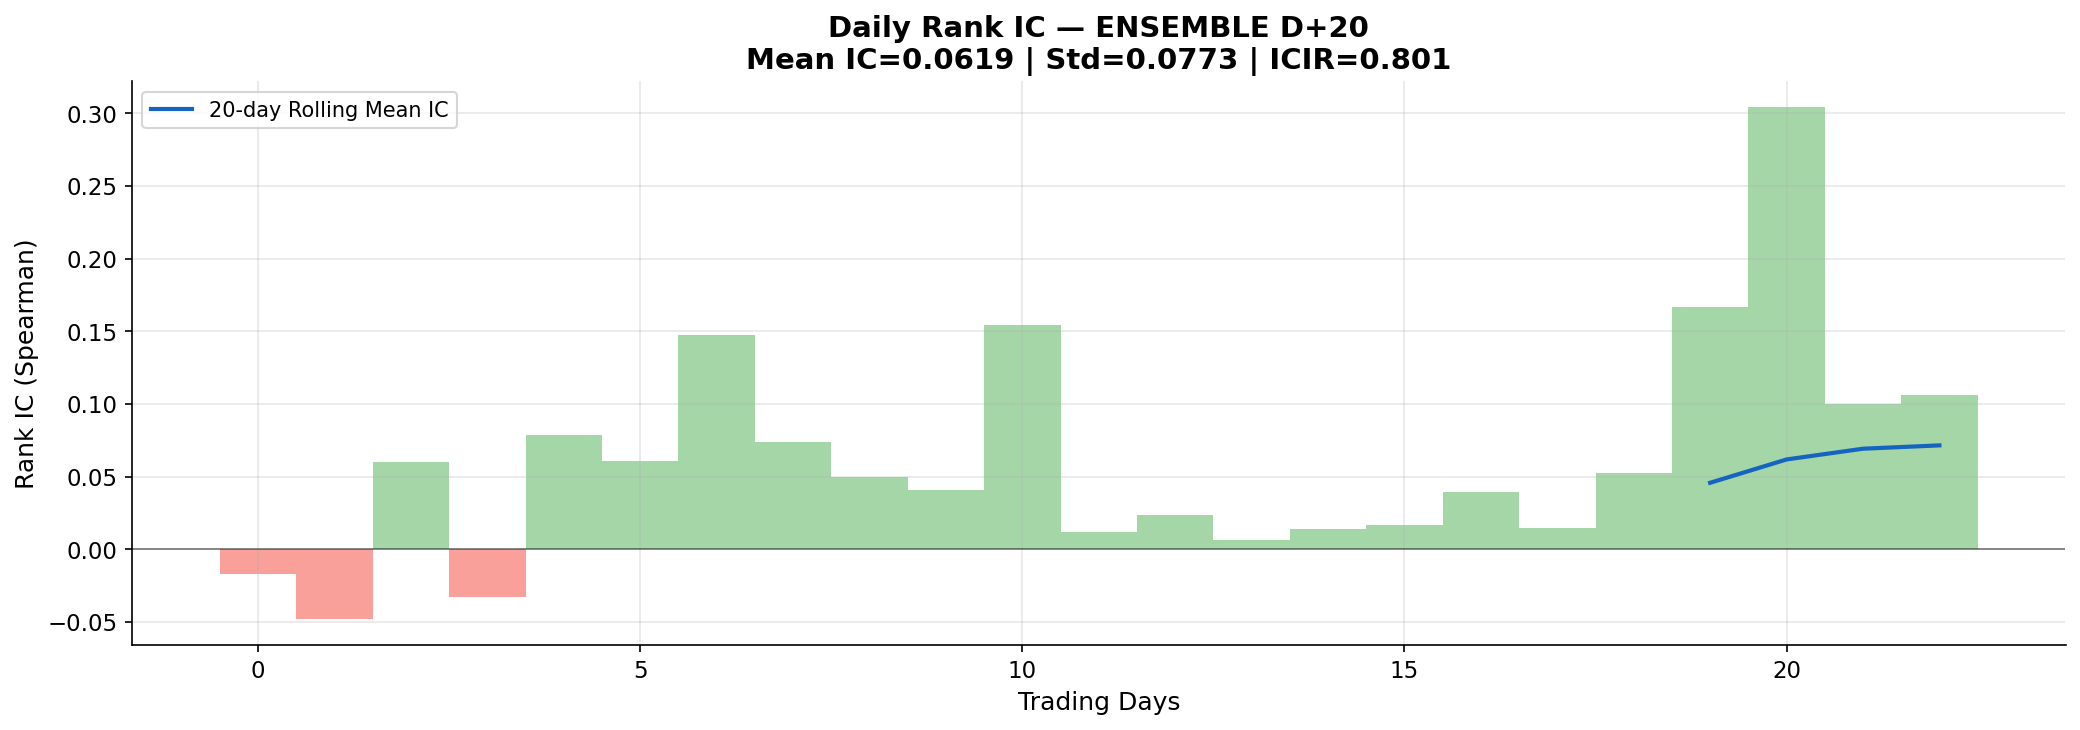 Daily Rank IC — ENSEMBLE D+20
Mean IC=0.0619 | Std=0.0773 | ICIR=0.801
20-day Rolling Mean IC
Rank IC (Spearman)
0.30
0.25
0.20
0.15
0.10
0.05
0.00
−0.05
0 5 10 15 20
Trading Days